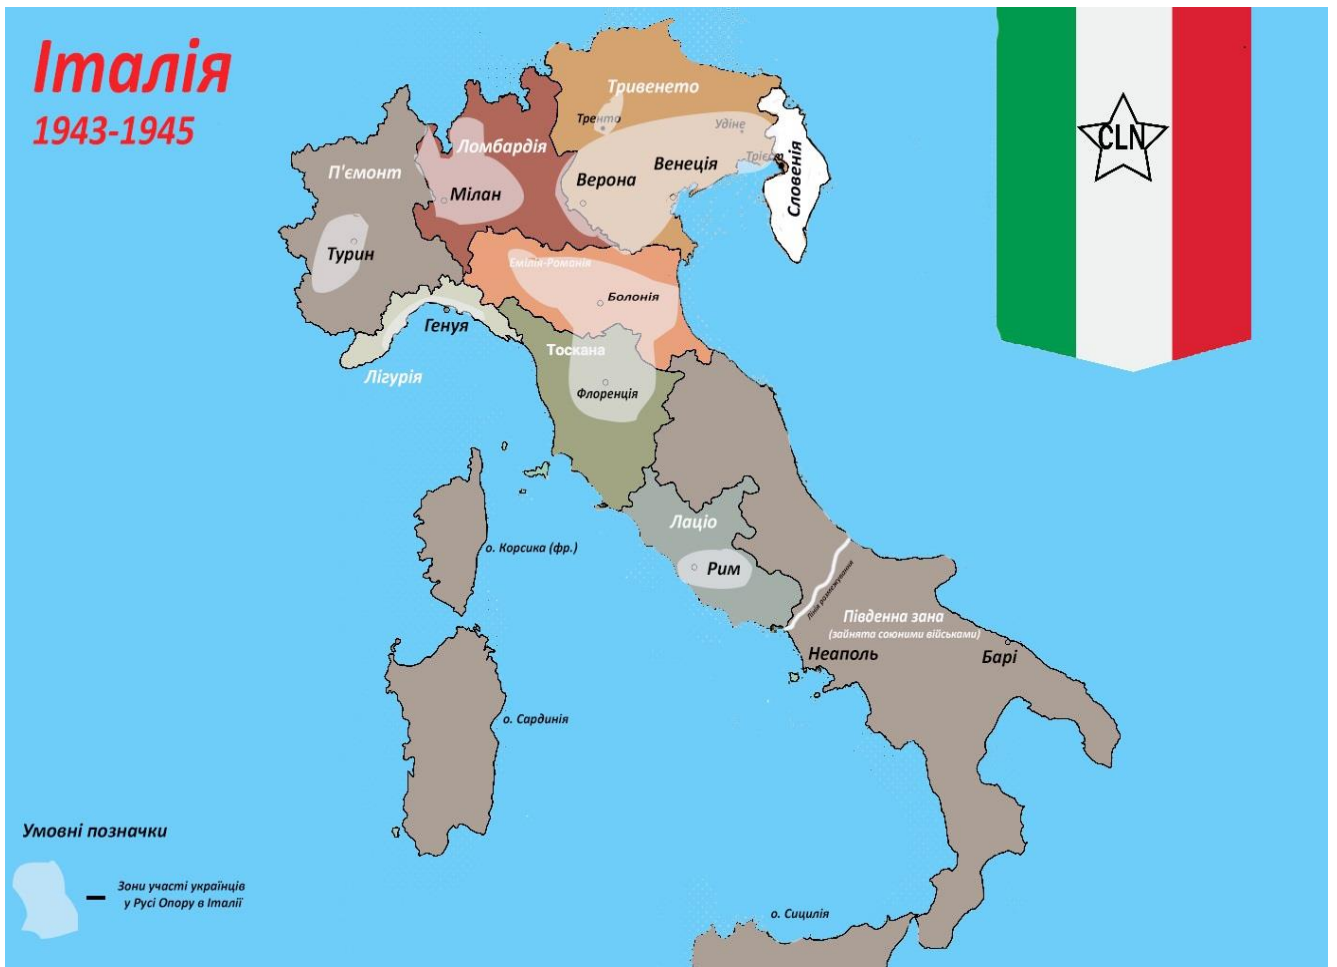 Італія
1943-1945
CLN
Тривенето
Тренто
Удіне
Ломбардія
Трієст
П'ємонт
Венеція
Верона
Мілан
Словенія
Турин
Емілія-Романія
Болонія
Генуя
Тоскана
Лігурія
Флоренція
Лаціо
о. Корсика (фр.)
Рим
Лінія розмежування
Південна зана
(зайнята союзними військами)
Неаполь
Барі
о. Сардинія
Умовні позначки
Зони участі українців
у Русі Опору в Італії
о. Сицилія